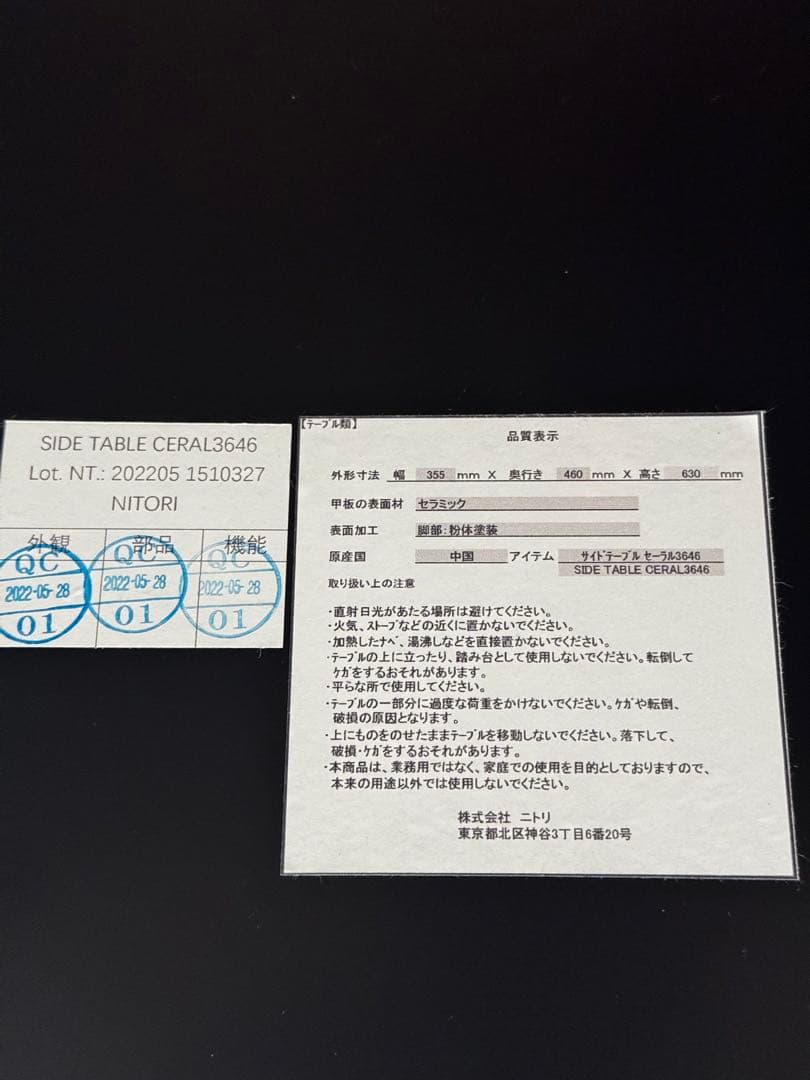 SIDE TABLE CERAL3646
Lot. NT.: 202205 1510327
NITORI
外観 部品 機能
QC QC QC
2022-05-28 2022-05-28 2022-05-28
01 01 01
【テーブル類】
品質表示
外形寸法 幅 355 mm X 奥行き 460 mm X 高さ 630 mm
甲板の表面材 セラミック
表面加工 脚部:粉体塗装
原産国 中国 アイテム サイドテーブル セーラル3646
SIDE TABLE CERAL3646
取り扱い上の注意
・直射日光があたる場所は避けてください。
・火気、ストーブなどの近くに置かないでください。
・加熱したナベ、湯沸しなどを直接置かないでください。
・テーブルの上に立ったり、踏み台として使用しないでください。転倒して
ケガをするおそれがあります。
・平らな所で使用してください。
・テーブルの一部分に過度な荷重をかけないでください。ケガや転倒、
破損の原因となります。
・上にものをのせたままテーブルを移動しないでください。落下して、
破損・ケガをするおそれがあります。
・本商品は、業務用ではなく、家庭での使用を目的としておりますので、
本来の用途以外では使用しないでください。
株式会社 ニトリ
東京都北区神谷3丁目6番20号